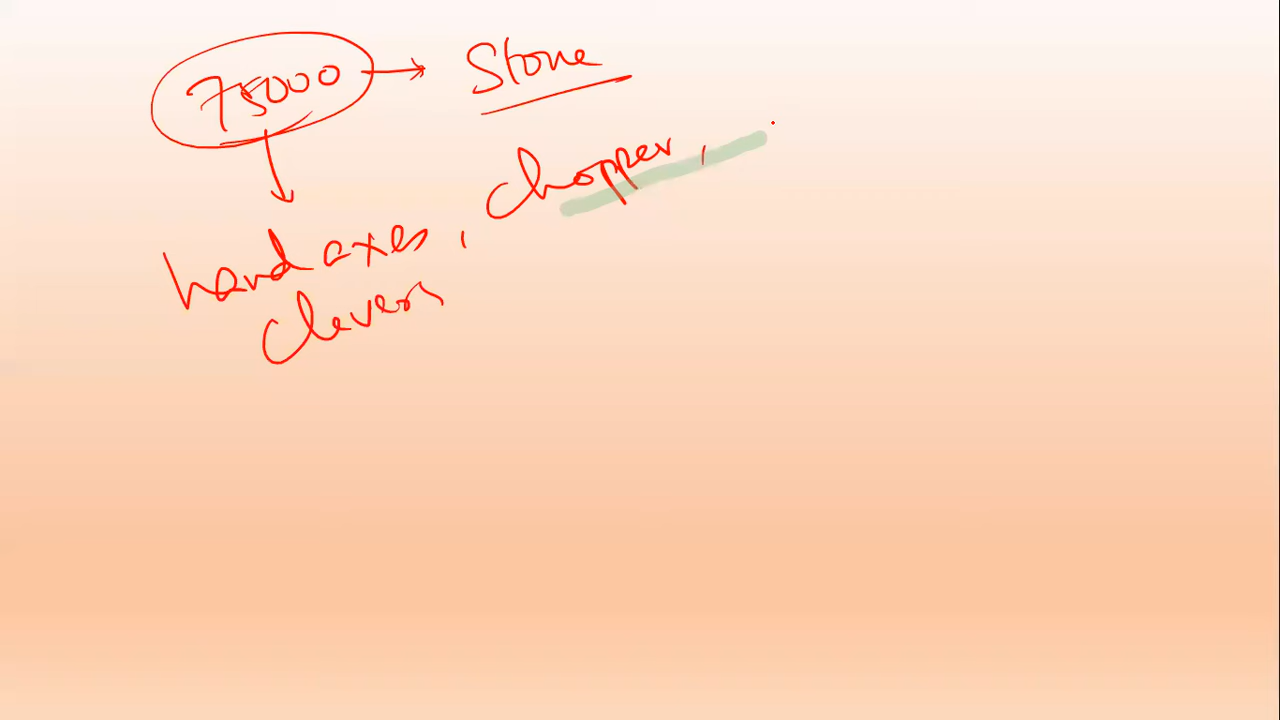 75000 → Stone
hand axes, chopper,
clevers